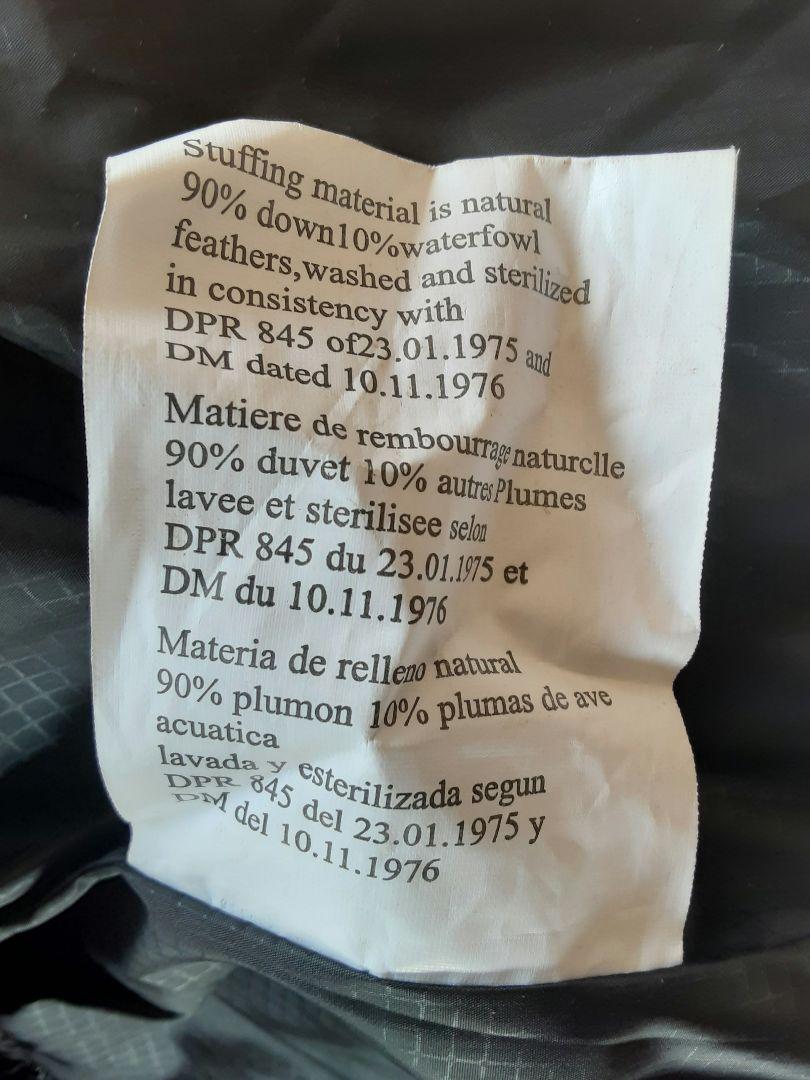 Stuffing material is natural
90% down10%waterfowl
feathers,washed and sterilized
in consistency with
DPR 845 of23.01.1975 and
DM dated 10.11.1976
Matiere de rembourrage naturclle
90% duvet 10% autres Plumes
lavee et sterilisee selon
DPR 845 du 23.01.1975 et
DM du 10.11.1976
Materia de relleno natural
90% plumon 10% plumas de ave
acuatica
lavada y esterilizada segun
DPR 845 del 23.01.1975 y
DM del 10.11.1976